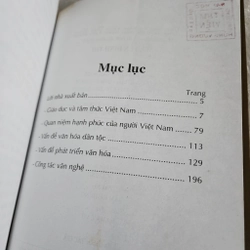 Mục lục
Trang
Lời nhà xuất bản 5
-Giáo dục và tâm thức Việt Nam 7
-Quan niệm hạnh phúc của người Việt Nam 79
-Vấn đề văn hóa dân tộc 113
-Vấn đề phát triển văn hóa 129
-Công tác văn nghệ 196